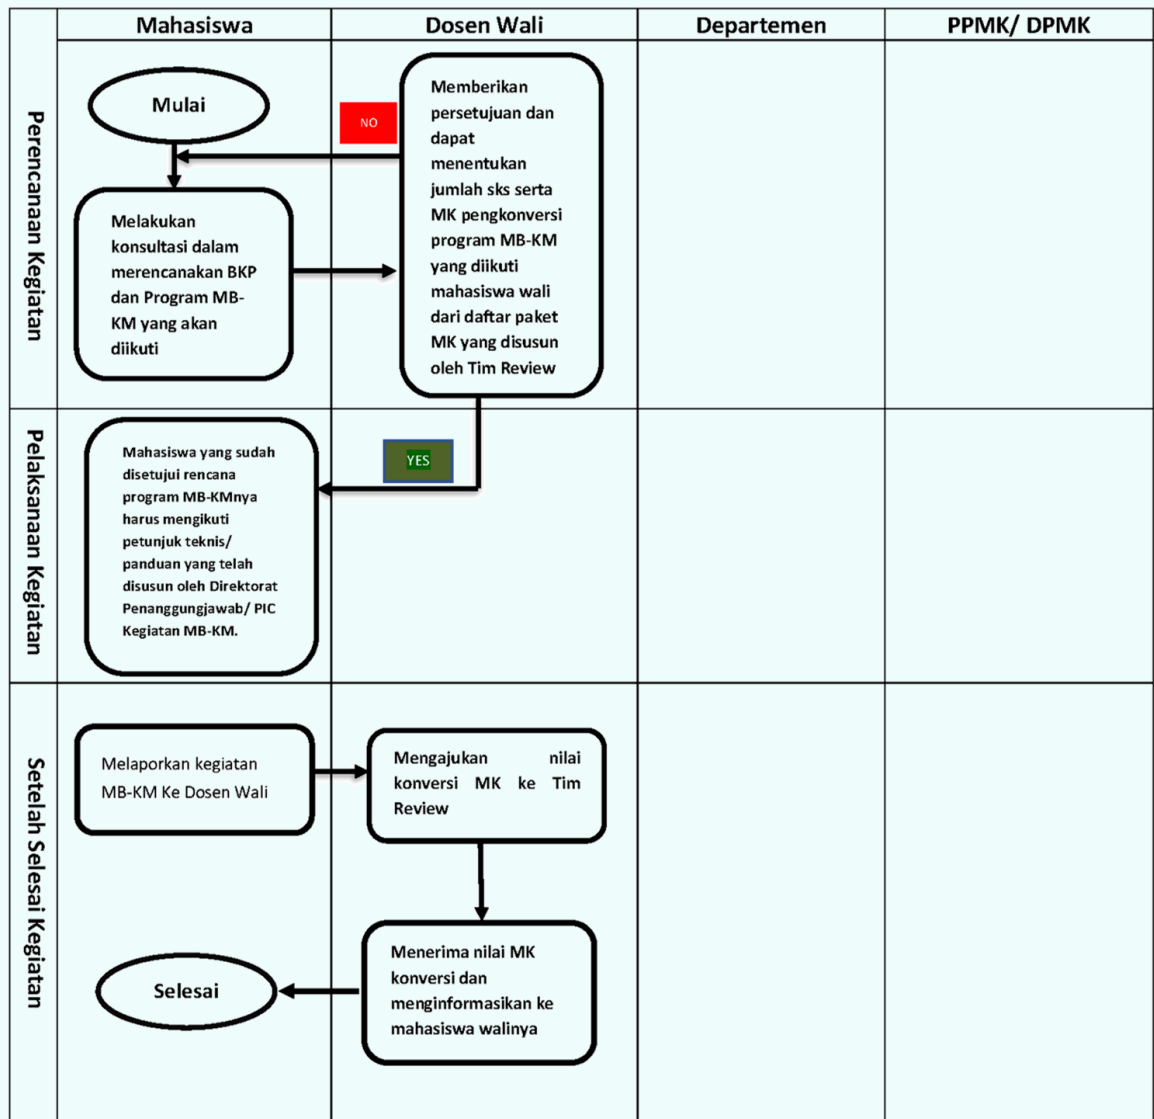 Mahasiswa
Dosen Wali
Departemen
PPMK/ DPMK
Perencanaan Kegiatan
Mulai
NO
Memberikan
persetujuan dan
dapat
menentukan
jumlah sks serta
MK pengkonversi
program MB-KM
yang diikuti
mahasiswa wali
dari daftar paket
MK yang disusun
oleh Tim Review
Melakukan
konsultasi dalam
merencanakan BKP
dan Program MB-
KM yang akan
diikuti
Pelaksanaan Kegiatan
YES
Mahasiswa yang sudah
disetujui rencana
program MB-KMnya
harus mengikuti
petunjuk teknis/
panduan yang telah
disusun oleh Direktorat
Penanggungjawab/ PIC
Kegiatan MB-KM.
Setelah Selesai Kegiatan
Melaporkan kegiatan
MB-KM Ke Dosen Wali
Mengajukan nilai
konversi MK ke Tim
Review
Menerima nilai MK
konversi dan
menginformasikan ke
mahasiswa walinya
Selesai